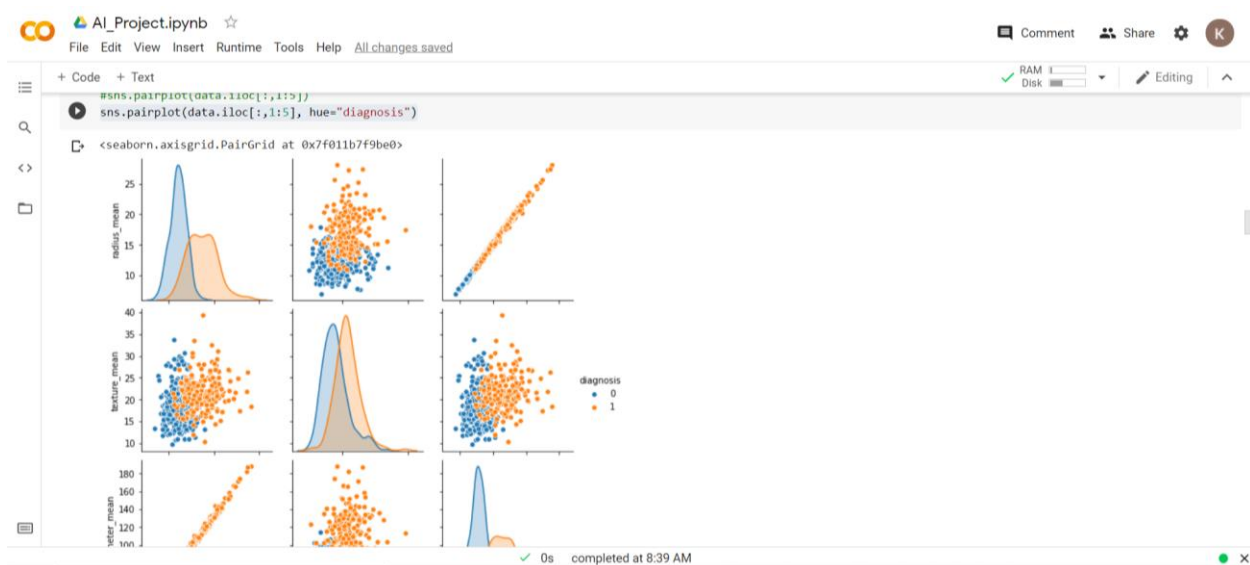 AI_Project.ipynb
Comment
Share
K
File Edit View Insert Runtime Tools Help All changes saved
+ Code + Text
RAM
Disk
Editing
#sns.pairplot(data.iloc[:,1:5])
sns.pairplot(data.iloc[:,1:5], hue="diagnosis")
<seaborn.axisgrid.PairGrid at 0x7f011b7f9be0>
radius_mean
25
20
15
10
texture_mean
40
35
30
25
20
15
10
diagnosis
0
1
180
160
140
120
100
0s completed at 8:39 AM